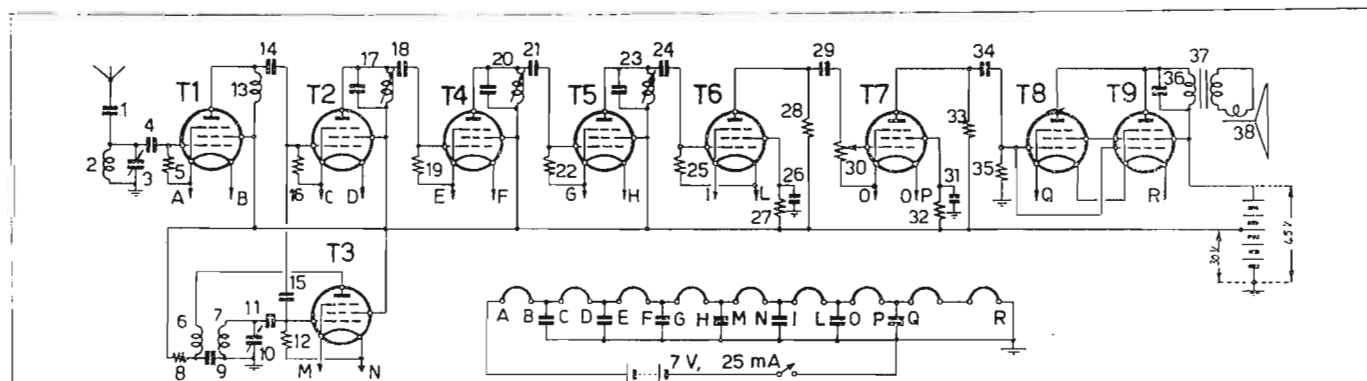 14 18 21 24 29 34 37
T1 13 17 T2 20 T4 23 T5 T6 28 T7 33 T8 T9 36
1 4 38
2 3 5 16 19 22 25 26 30 31 35
A B C D E F G H I L 27 O O P 32 Q R
T3
30 V 45 V
15
6 7 11 A B C D E F G H M N I L O P Q R
8 9 10 12
M N 7 V, 25 mA